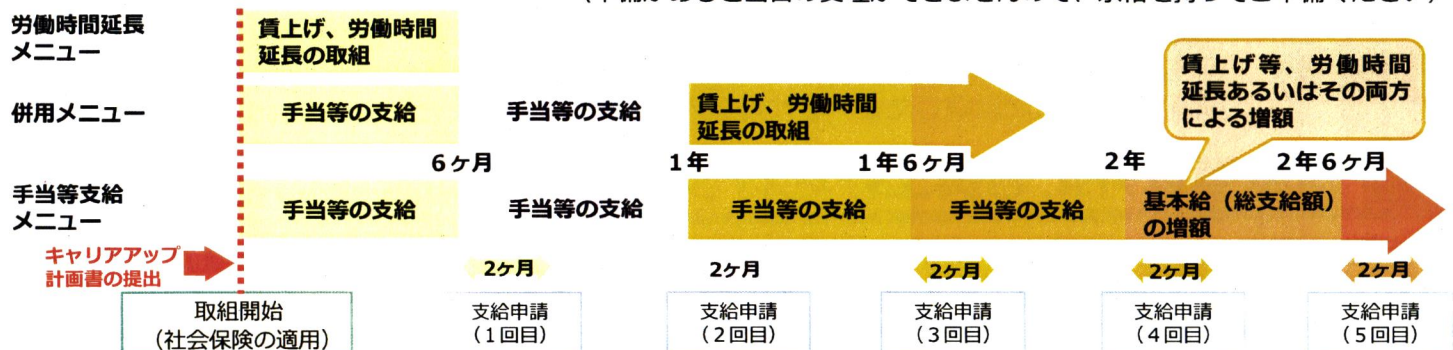 労働時間延長
メニュー
賃上げ、労働時間
延長の取組
賃上げ等、労働時間
延長あるいはその両方
による増額
併用メニュー
手当等の支給
手当等の支給
賃上げ、労働時間
延長の取組
6ヶ月
1年
1年6ヶ月
2年
2年6ヶ月
手当等支給
メニュー
手当等の支給
手当等の支給
手当等の支給
手当等の支給
基本給（総支給額）
の増額
キャリアアップ
計画書の提出
2ヶ月
2ヶ月
2ヶ月
2ヶ月
2ヶ月
取組開始
（社会保険の適用）
支給申請
（1回目）
支給申請
（2回目）
支給申請
（3回目）
支給申請
（4回目）
支給申請
（5回目）